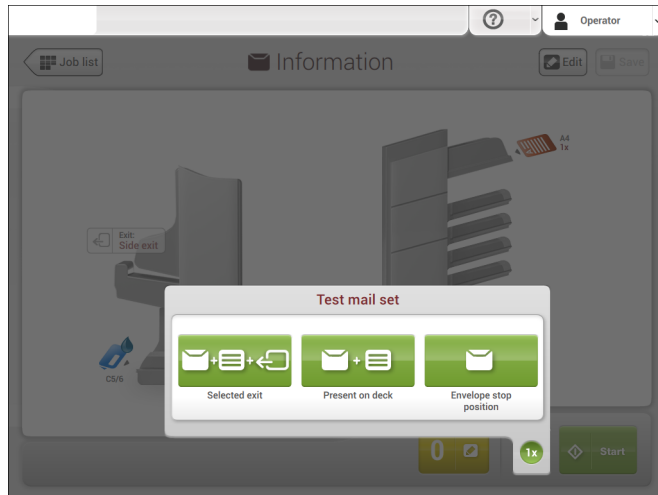 Operator
Job list
Information
Edit
Save
A4
1x
Exit:
Side exit
C5/6
Test mail set
Selected exit
Present on deck
Envelope stop
position
0
1x
Start